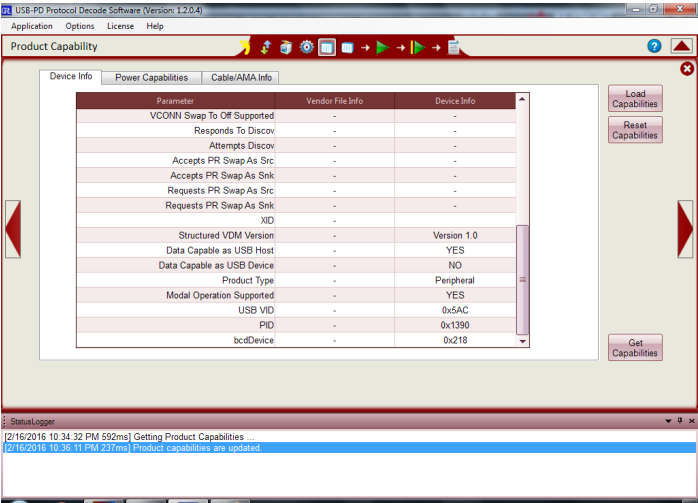 GRL USB-PD Protocol Decode Software (Version: 1.2.0.4)
Application Options License Help
Product Capability
Device Info Power Capabilities Cable/AMA Info
Parameter Vendor File Info Device Info
VCONN Swap To Off Supported - -
Responds To Discov - -
Attempts Discov - -
Accepts PR Swap As Src - -
Accepts PR Swap As Snk - -
Requests PR Swap As Src - -
Requests PR Swap As Snk - -
XID -
Structured VDM Version - Version 1.0
Data Capable as USB Host - YES
Data Capable as USB Device - NO
Product Type - Peripheral
Modal Operation Supported - YES
USB VID - 0x5AC
PID - 0x1390
bcdDevice - 0x218
Load
Capabilities
Reset
Capabilities
Get
Capabilities
StatusLogger
[2/16/2016 10:34:32 PM 592ms] Getting Product Capabilities ...
[2/16/2016 10:36:11 PM 237ms] Product capabilities are updated.